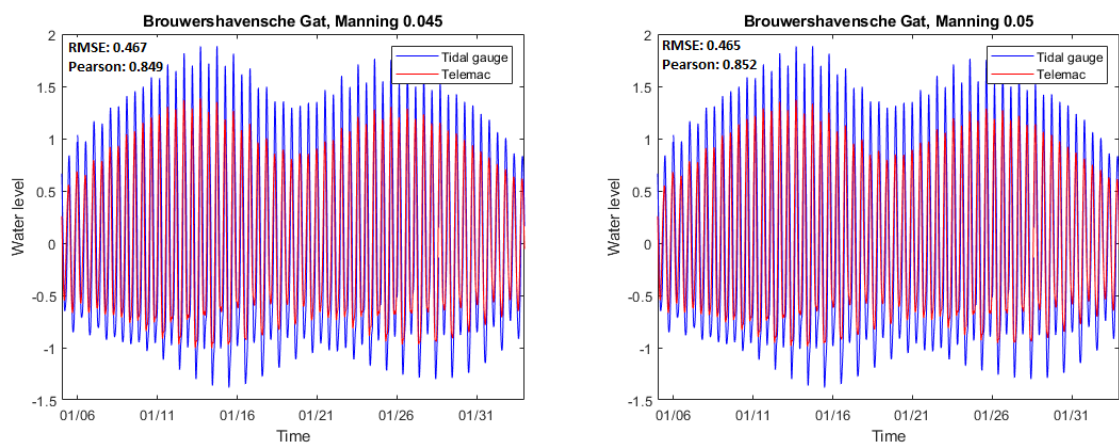 Brouwershavensche Gat, Manning 0.045
RMSE: 0.467
Pearson: 0.849
Tidal gauge
Telemac
Water level
2
1.5
1
0.5
0
-0.5
-1
-1.5
01/06 01/11 01/16 01/21 01/26 01/31
Time
Brouwershavensche Gat, Manning 0.05
RMSE: 0.465
Pearson: 0.852
Tidal gauge
Telemac
Water level
2
1.5
1
0.5
0
-0.5
-1
-1.5
01/06 01/11 01/16 01/21 01/26 01/31
Time